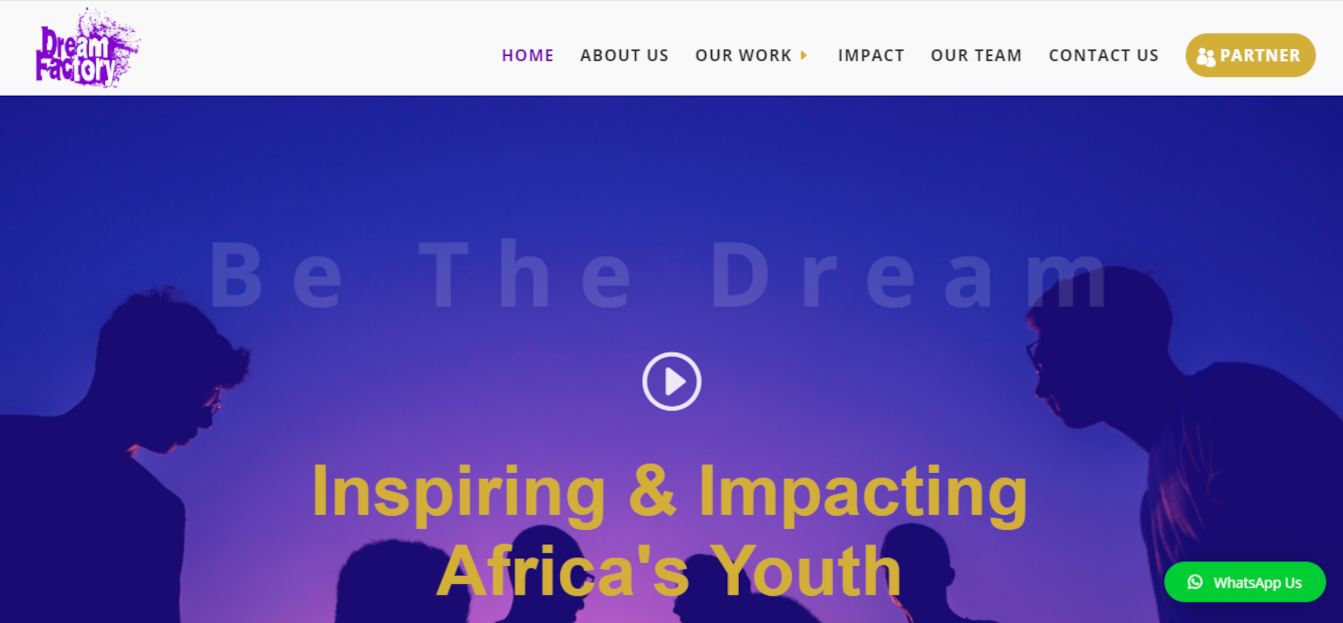 Dream
Factory
HOME ABOUT US OUR WORK IMPACT OUR TEAM CONTACT US PARTNER
Be The Dream
Inspiring & Impacting
Africa's Youth
WhatsApp Us